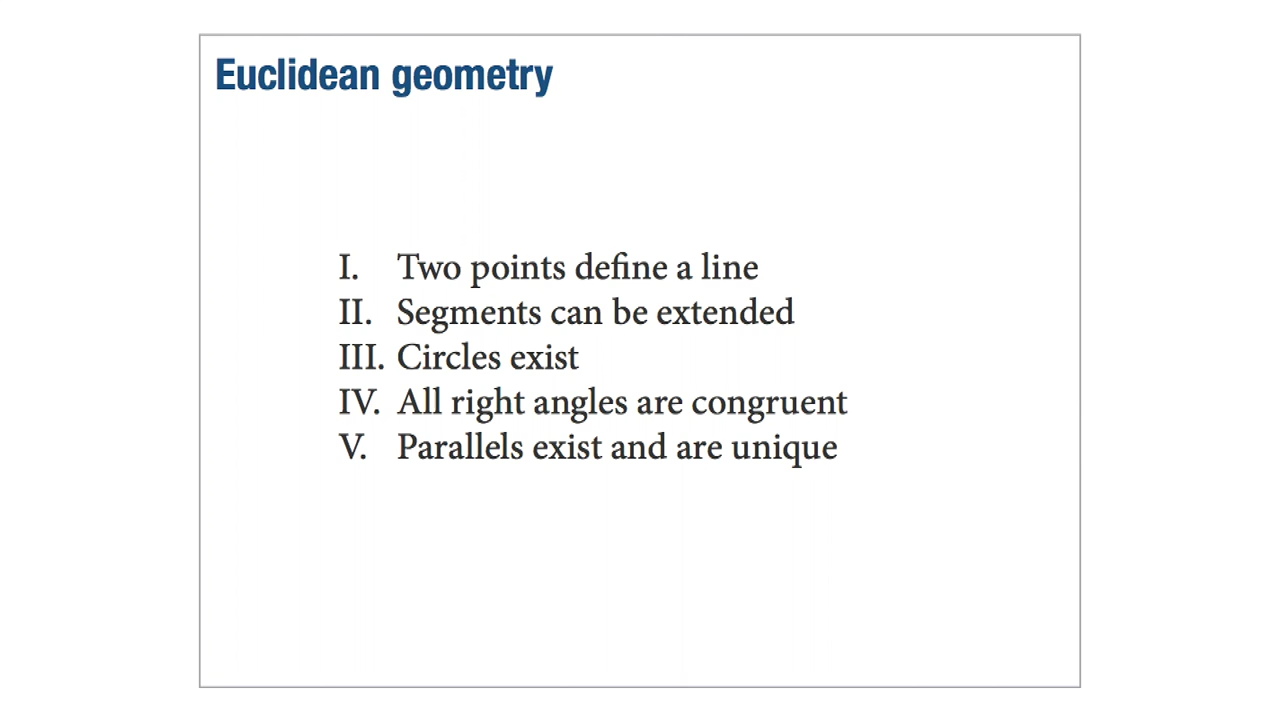 Euclidean geometry
I. Two points define a line
II. Segments can be extended
III. Circles exist
IV. All right angles are congruent
V. Parallels exist and are unique